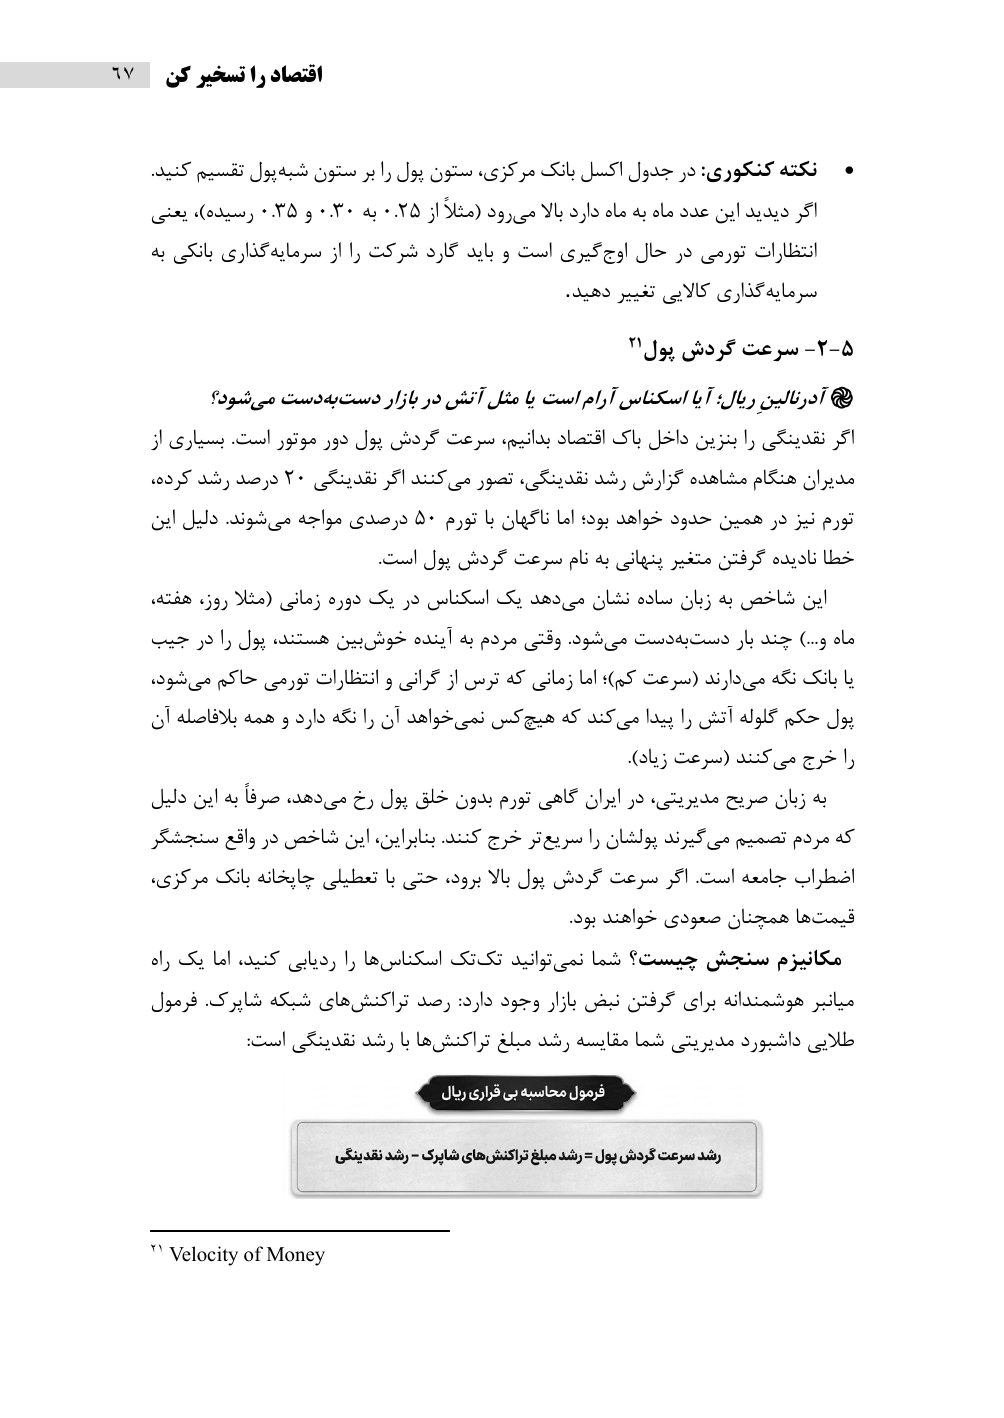 اقتصاد را تسخیر کن ۶۷
• نکته کنکوری: در جدول اکسل بانک مرکزی، ستون پول را بر ستون شبه‌پول تقسیم کنید.
اگر دیدید این عدد ماه به ماه دارد بالا می‌رود (مثلاً از ۰.۲۵ به ۰.۳۰ و ۰.۳۵ رسیده)، یعنی
انتظارات تورمی در حال اوج‌گیری است و باید گارد شرکت را از سرمایه‌گذاری بانکی به
سرمایه‌گذاری کالایی تغییر دهید.
۵-۲- سرعت گردش پول۲۱
آدرنالینِ ریال؛ آیا اسکناس آرام است یا مثل آتش در بازار دست‌به‌دست می‌شود؟
اگر نقدینگی را بنزین داخل باک اقتصاد بدانیم، سرعت گردش پول دور موتور است. بسیاری از
مدیران هنگام مشاهده گزارش رشد نقدینگی، تصور می‌کنند اگر نقدینگی ۲۰ درصد رشد کرده،
تورم نیز در همین حدود خواهد بود؛ اما ناگهان با تورم ۵۰ درصدی مواجه می‌شوند. دلیل این
خطا نادیده گرفتن متغیر پنهانی به نام سرعت گردش پول است.
این شاخص به زبان ساده نشان می‌دهد یک اسکناس در یک دوره زمانی (مثلا روز، هفته،
ماه و...) چند بار دست‌به‌دست می‌شود. وقتی مردم به آینده خوش‌بین هستند، پول را در جیب
یا بانک نگه می‌دارند (سرعت کم)؛ اما زمانی که ترس از گرانی و انتظارات تورمی حاکم می‌شود،
پول حکم گلوله آتش را پیدا می‌کند که هیچ‌کس نمی‌خواهد آن را نگه دارد و همه بلافاصله آن
را خرج می‌کنند (سرعت زیاد).
به زبان صریح مدیریتی، در ایران گاهی تورم بدون خلق پول رخ می‌دهد، صرفاً به این دلیل
که مردم تصمیم می‌گیرند پولشان را سریع‌تر خرج کنند. بنابراین، این شاخص در واقع سنجشگر
اضطراب جامعه است. اگر سرعت گردش پول بالا برود، حتی با تعطیلی چاپخانه بانک مرکزی،
قیمت‌ها همچنان صعودی خواهند بود.
مکانیزم سنجش چیست؟ شما نمی‌توانید تک‌تک اسکناس‌ها را ردیابی کنید، اما یک راه
میانبر هوشمندانه برای گرفتن نبض بازار وجود دارد: رصد تراکنش‌های شبکه شاپرک. فرمول
طلایی داشبورد مدیریتی شما مقایسه رشد مبلغ تراکنش‌ها با رشد نقدینگی است:
فرمول محاسبه بی قراری ریال
رشد سرعت گردش پول = رشد مبلغ تراکنش‌های شاپرک - رشد نقدینگی
۲۱ Velocity of Money